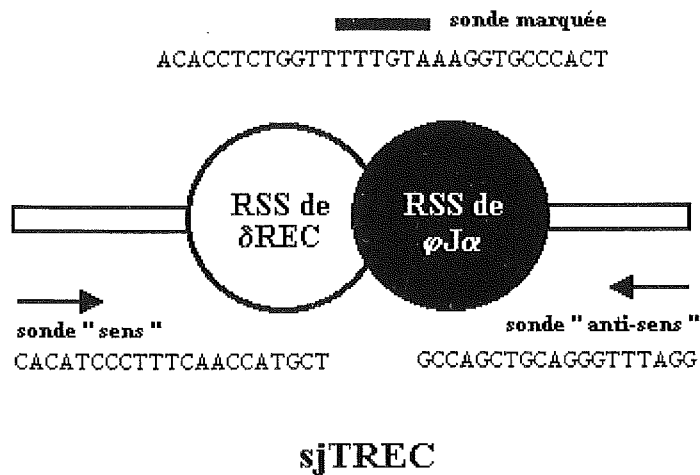 sonde marquée
ACACCTCTGGTTTTTGTAAAGGTGCCCACT
RSS de
δREC
RSS de
φJα
sonde " sens "
CACATCCCTTTCAACCATGCT
sonde " anti-sens "
GCCAGCTGCAGGGTTTAGG
sjTREC